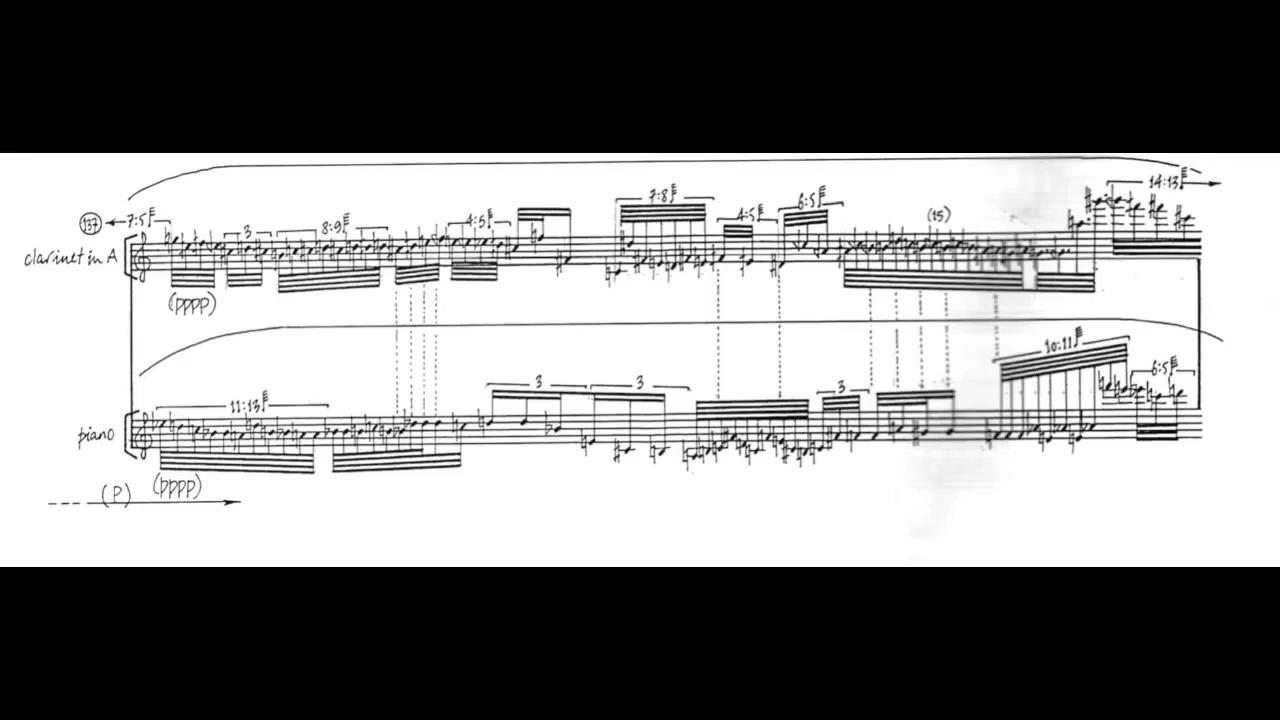 14:13
137 7:5 3 8:9 4:5 7:8 4:5 6:5 (15)
clarinet in A
(pppp)
10:11
11:13 3 3 3 6:5
piano
(pppp)
(P)